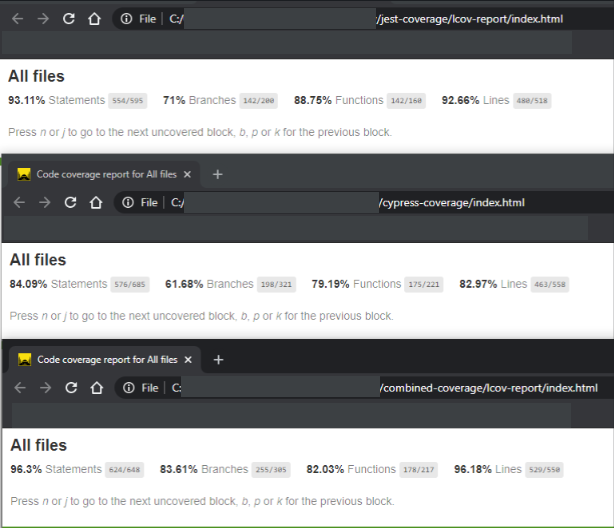 File C:/ /jest-coverage/lcov-report/index.html
All files
93.11% Statements 554/595 71% Branches 142/200 88.75% Functions 142/160 92.66% Lines 480/518
Press n or j to go to the next uncovered block, b, p or k for the previous block.
Code coverage report for All files
File C:/ /cypress-coverage/index.html
All files
84.09% Statements 576/685 61.68% Branches 198/321 79.19% Functions 175/221 82.97% Lines 463/558
Press n or j to go to the next uncovered block, b, p or k for the previous block.
Code coverage report for All files
File C: /combined-coverage/lcov-report/index.html
All files
96.3% Statements 624/648 83.61% Branches 255/305 82.03% Functions 178/217 96.18% Lines 529/550
Press n or j to go to the next uncovered block, b, p or k for the previous block.